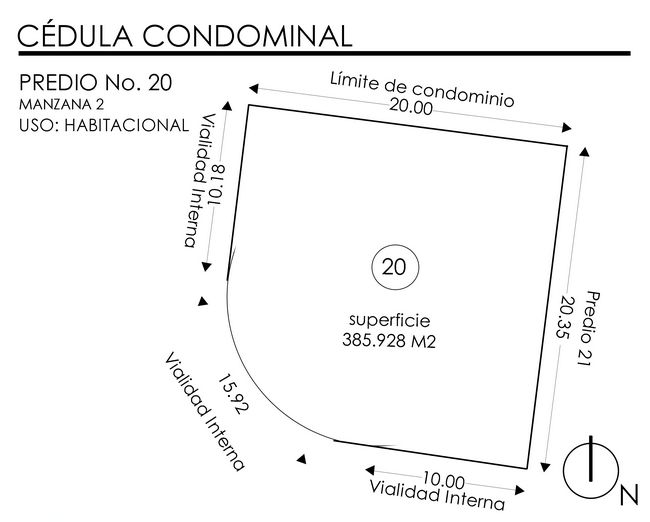 CÉDULA CONDOMINAL
PREDIO No. 20
MANZANA 2
USO: HABITACIONAL
Límite de condominio
20.00
Vialidad Interna
10.18
20
superficie
385.928 M2
Predio 21
20.35
15.92
Vialidad Interna
10.00
Vialidad Interna
N